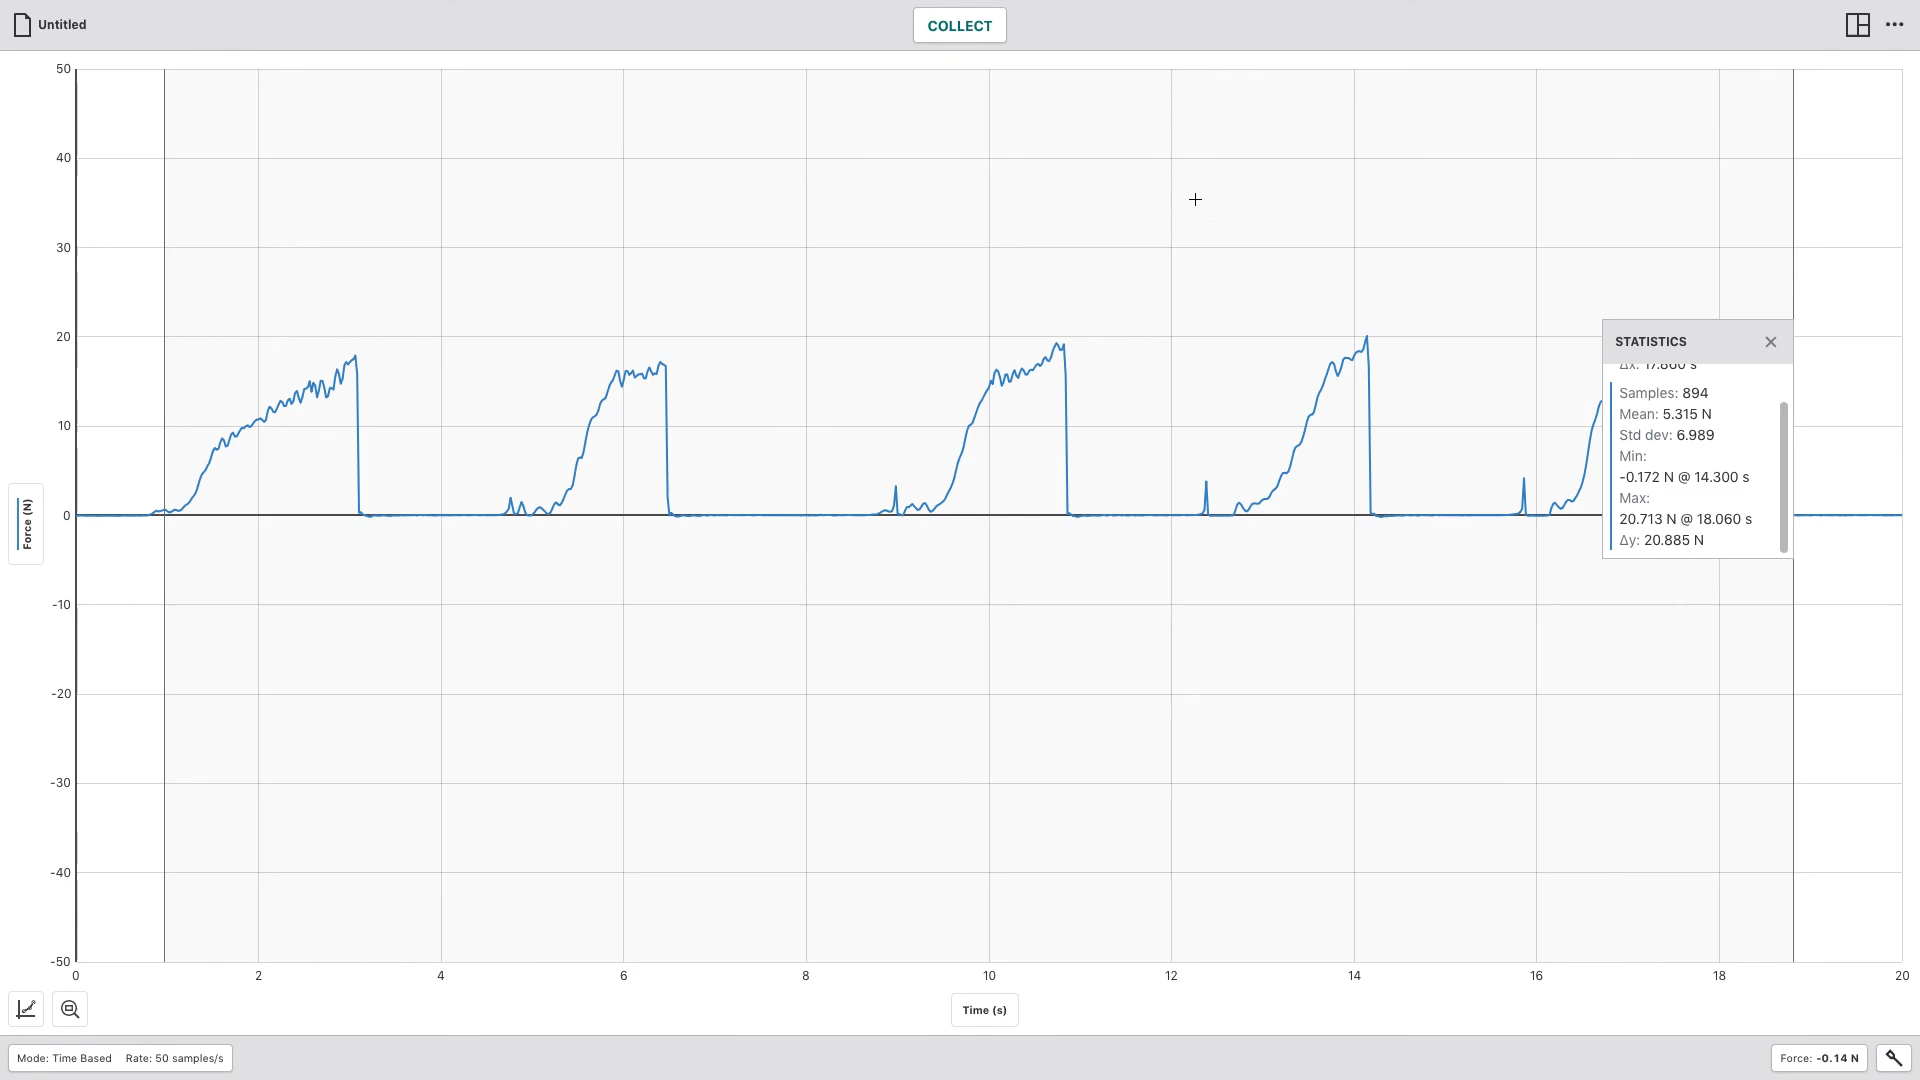 Untitled
COLLECT
50
40
30
20
10
0
-10
-20
-30
-40
-50
Force (N)
0 2 4 6 8 10 12 14 16 18 20
Time (s)
STATISTICS
Δx: 17.860 s
Samples: 894
Mean: 5.315 N
Std dev: 6.989
Min:
-0.172 N @ 14.300 s
Max:
20.713 N @ 18.060 s
Δy: 20.885 N
Mode: Time Based Rate: 50 samples/s
Force: -0.14 N